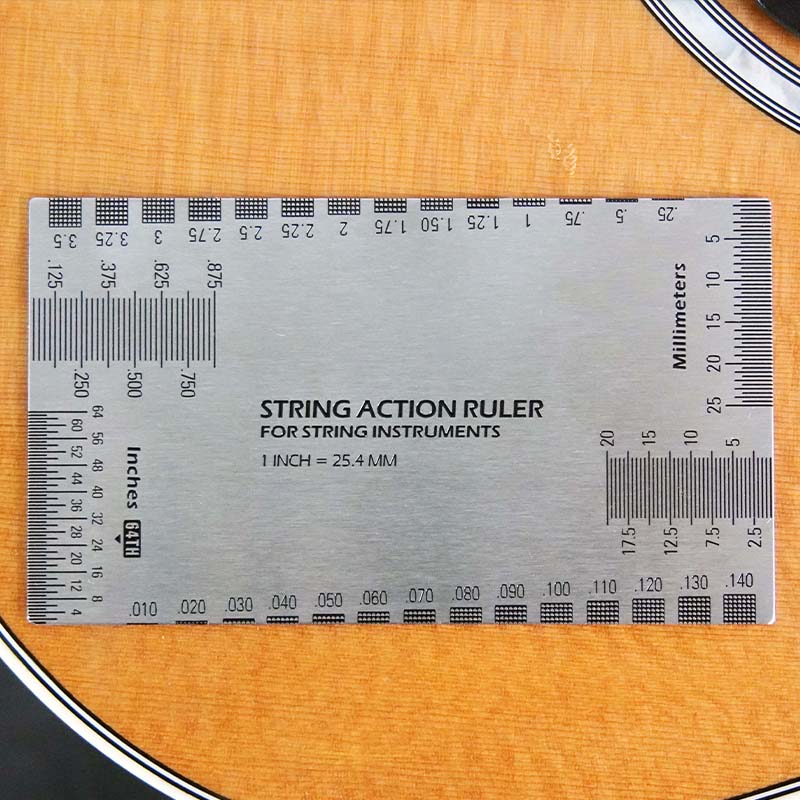 3.5 3.25 3 2.75 2.5 2.25 2 1.75 1.50 1.25 1 .75 .5 .25
.125 .375 .625 .875
.250 .500 .750
5 10 15 20 25
Millimeters
STRING ACTION RULER
FOR STRING INSTRUMENTS
1 INCH = 25.4 MM
20 15 10 5
17.5 12.5 7.5 2.5
64 56 48 40 32 24 16 8
60 52 44 36 28 20 12 4
Inches 64TH
.010 .020 .030 .040 .050 .060 .070 .080 .090 .100 .110 .120 .130 .140